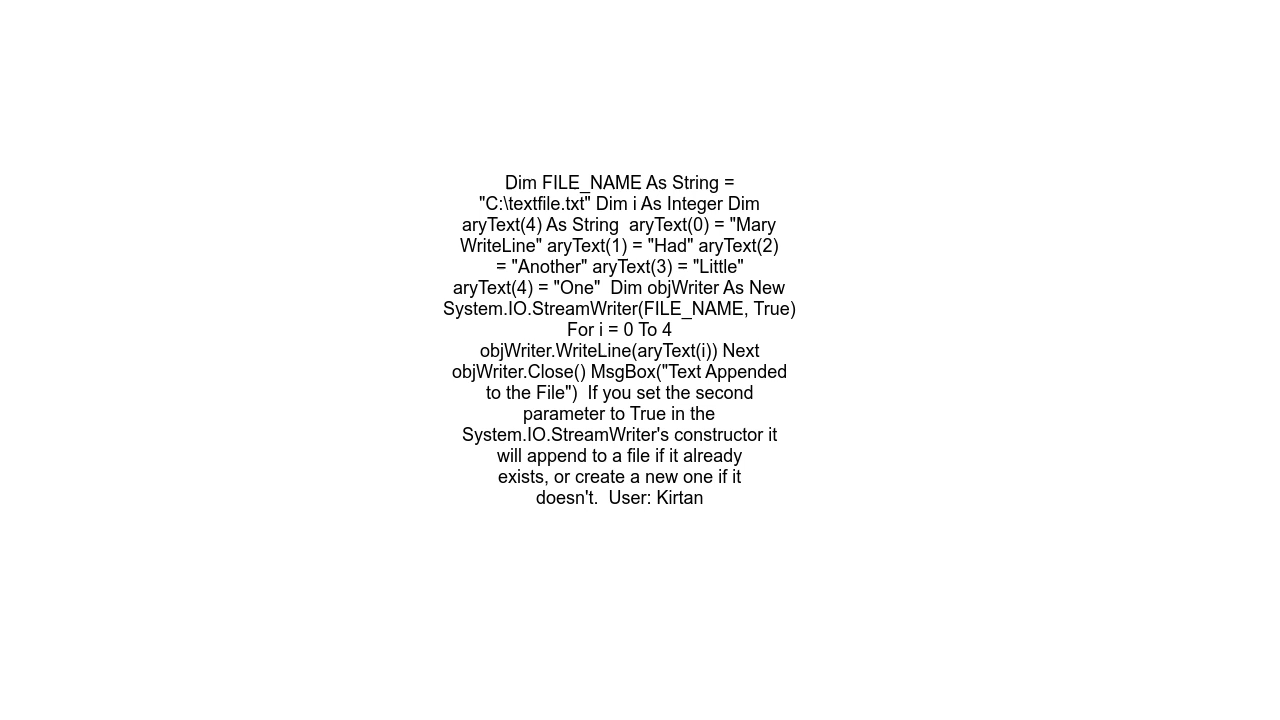 Dim FILE_NAME As String =
"C:\textfile.txt" Dim i As Integer Dim
aryText(4) As String  aryText(0) = "Mary
WriteLine" aryText(1) = "Had" aryText(2)
= "Another" aryText(3) = "Little"
aryText(4) = "One"  Dim objWriter As New
System.IO.StreamWriter(FILE_NAME, True)
For i = 0 To 4
objWriter.WriteLine(aryText(i)) Next
objWriter.Close() MsgBox("Text Appended
to the File")  If you set the second
parameter to True in the
System.IO.StreamWriter's constructor it
will append to a file if it already
exists, or create a new one if it
doesn't.  User: Kirtan